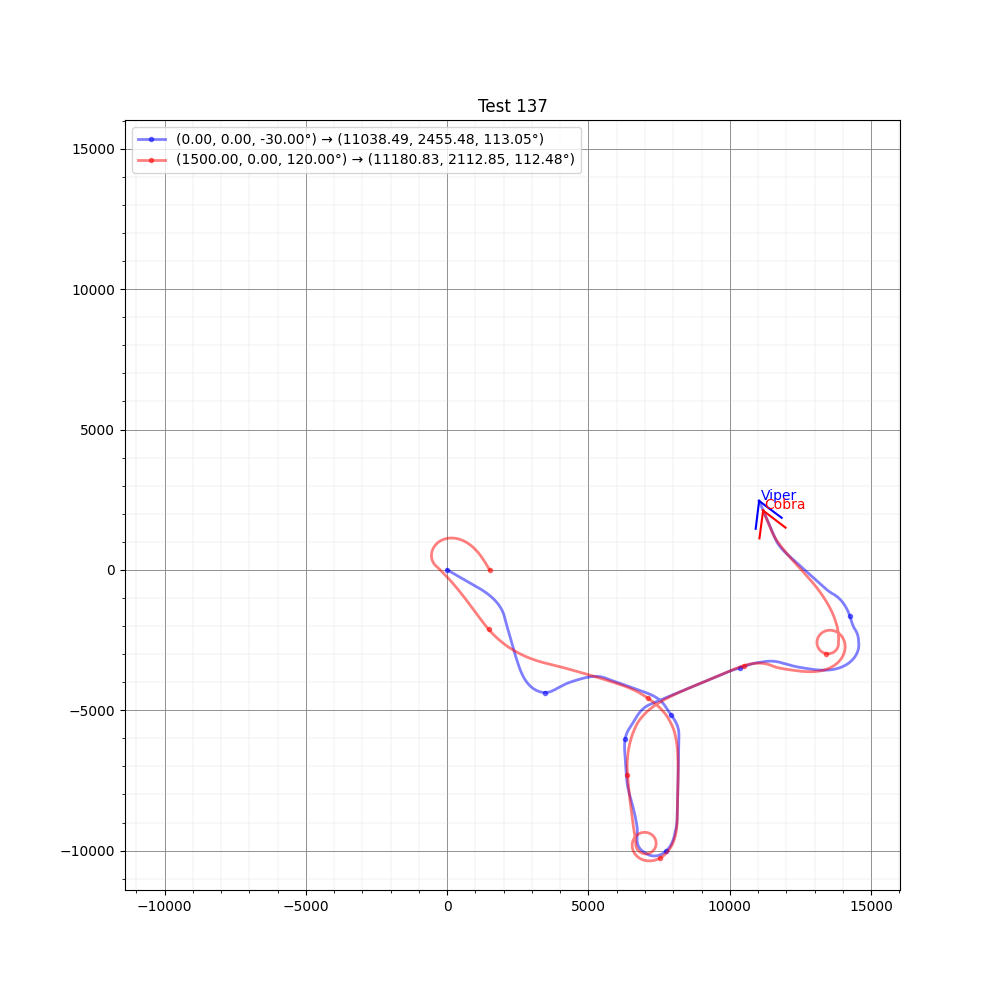 Test 137
(0.00, 0.00, -30.00°) → (11038.49, 2455.48, 113.05°)
(1500.00, 0.00, 120.00°) → (11180.83, 2112.85, 112.48°)
15000
10000
5000
0
−5000
−10000
Viper
Cobra
−10000 −5000 0 5000 10000 15000